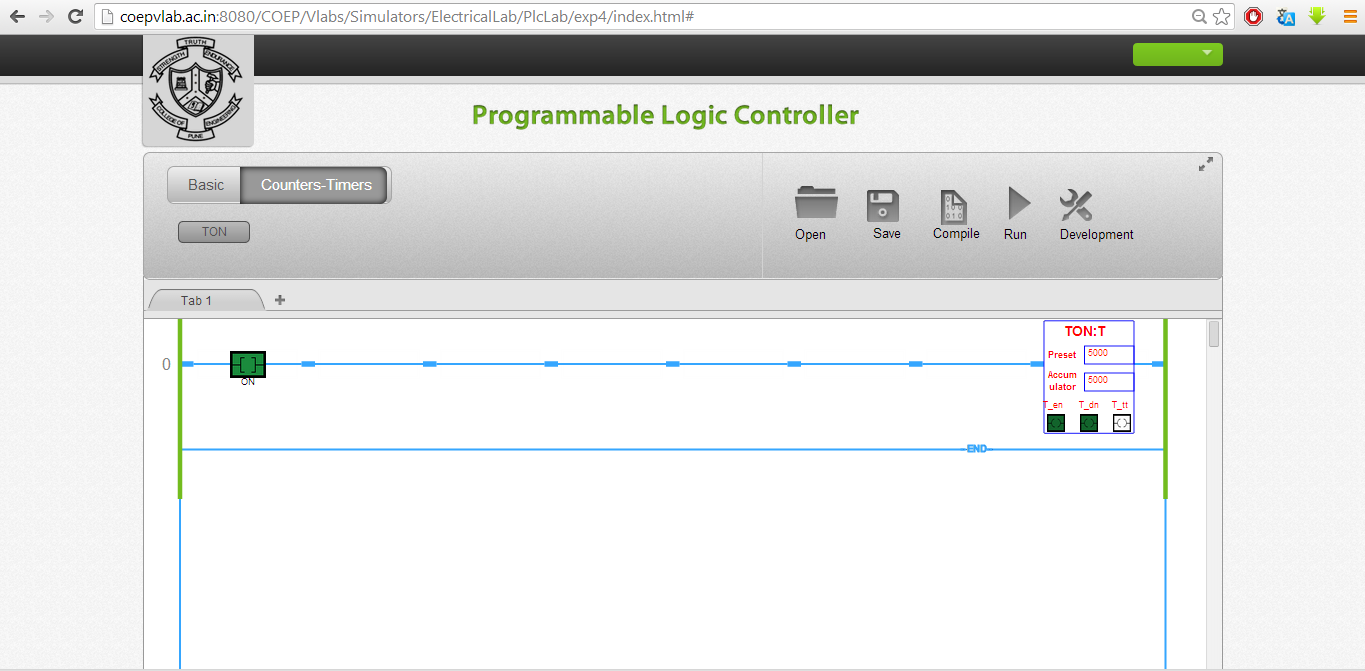 coepvlab.ac.in:8080/COEP/Vlabs/Simulators/ElectricalLab/PlcLab/exp4/index.html#
TRUTH
STRENGTH ENDURANCE
COLLEGE OF ENGINEERING
PUNE
Programmable Logic Controller
Basic Counters-Timers
TON
Open Save Compile Run Development
Tab 1
0
ON
TON:T
Preset 5000
Accum
ulator 5000
T_en T_dn T_tt
END